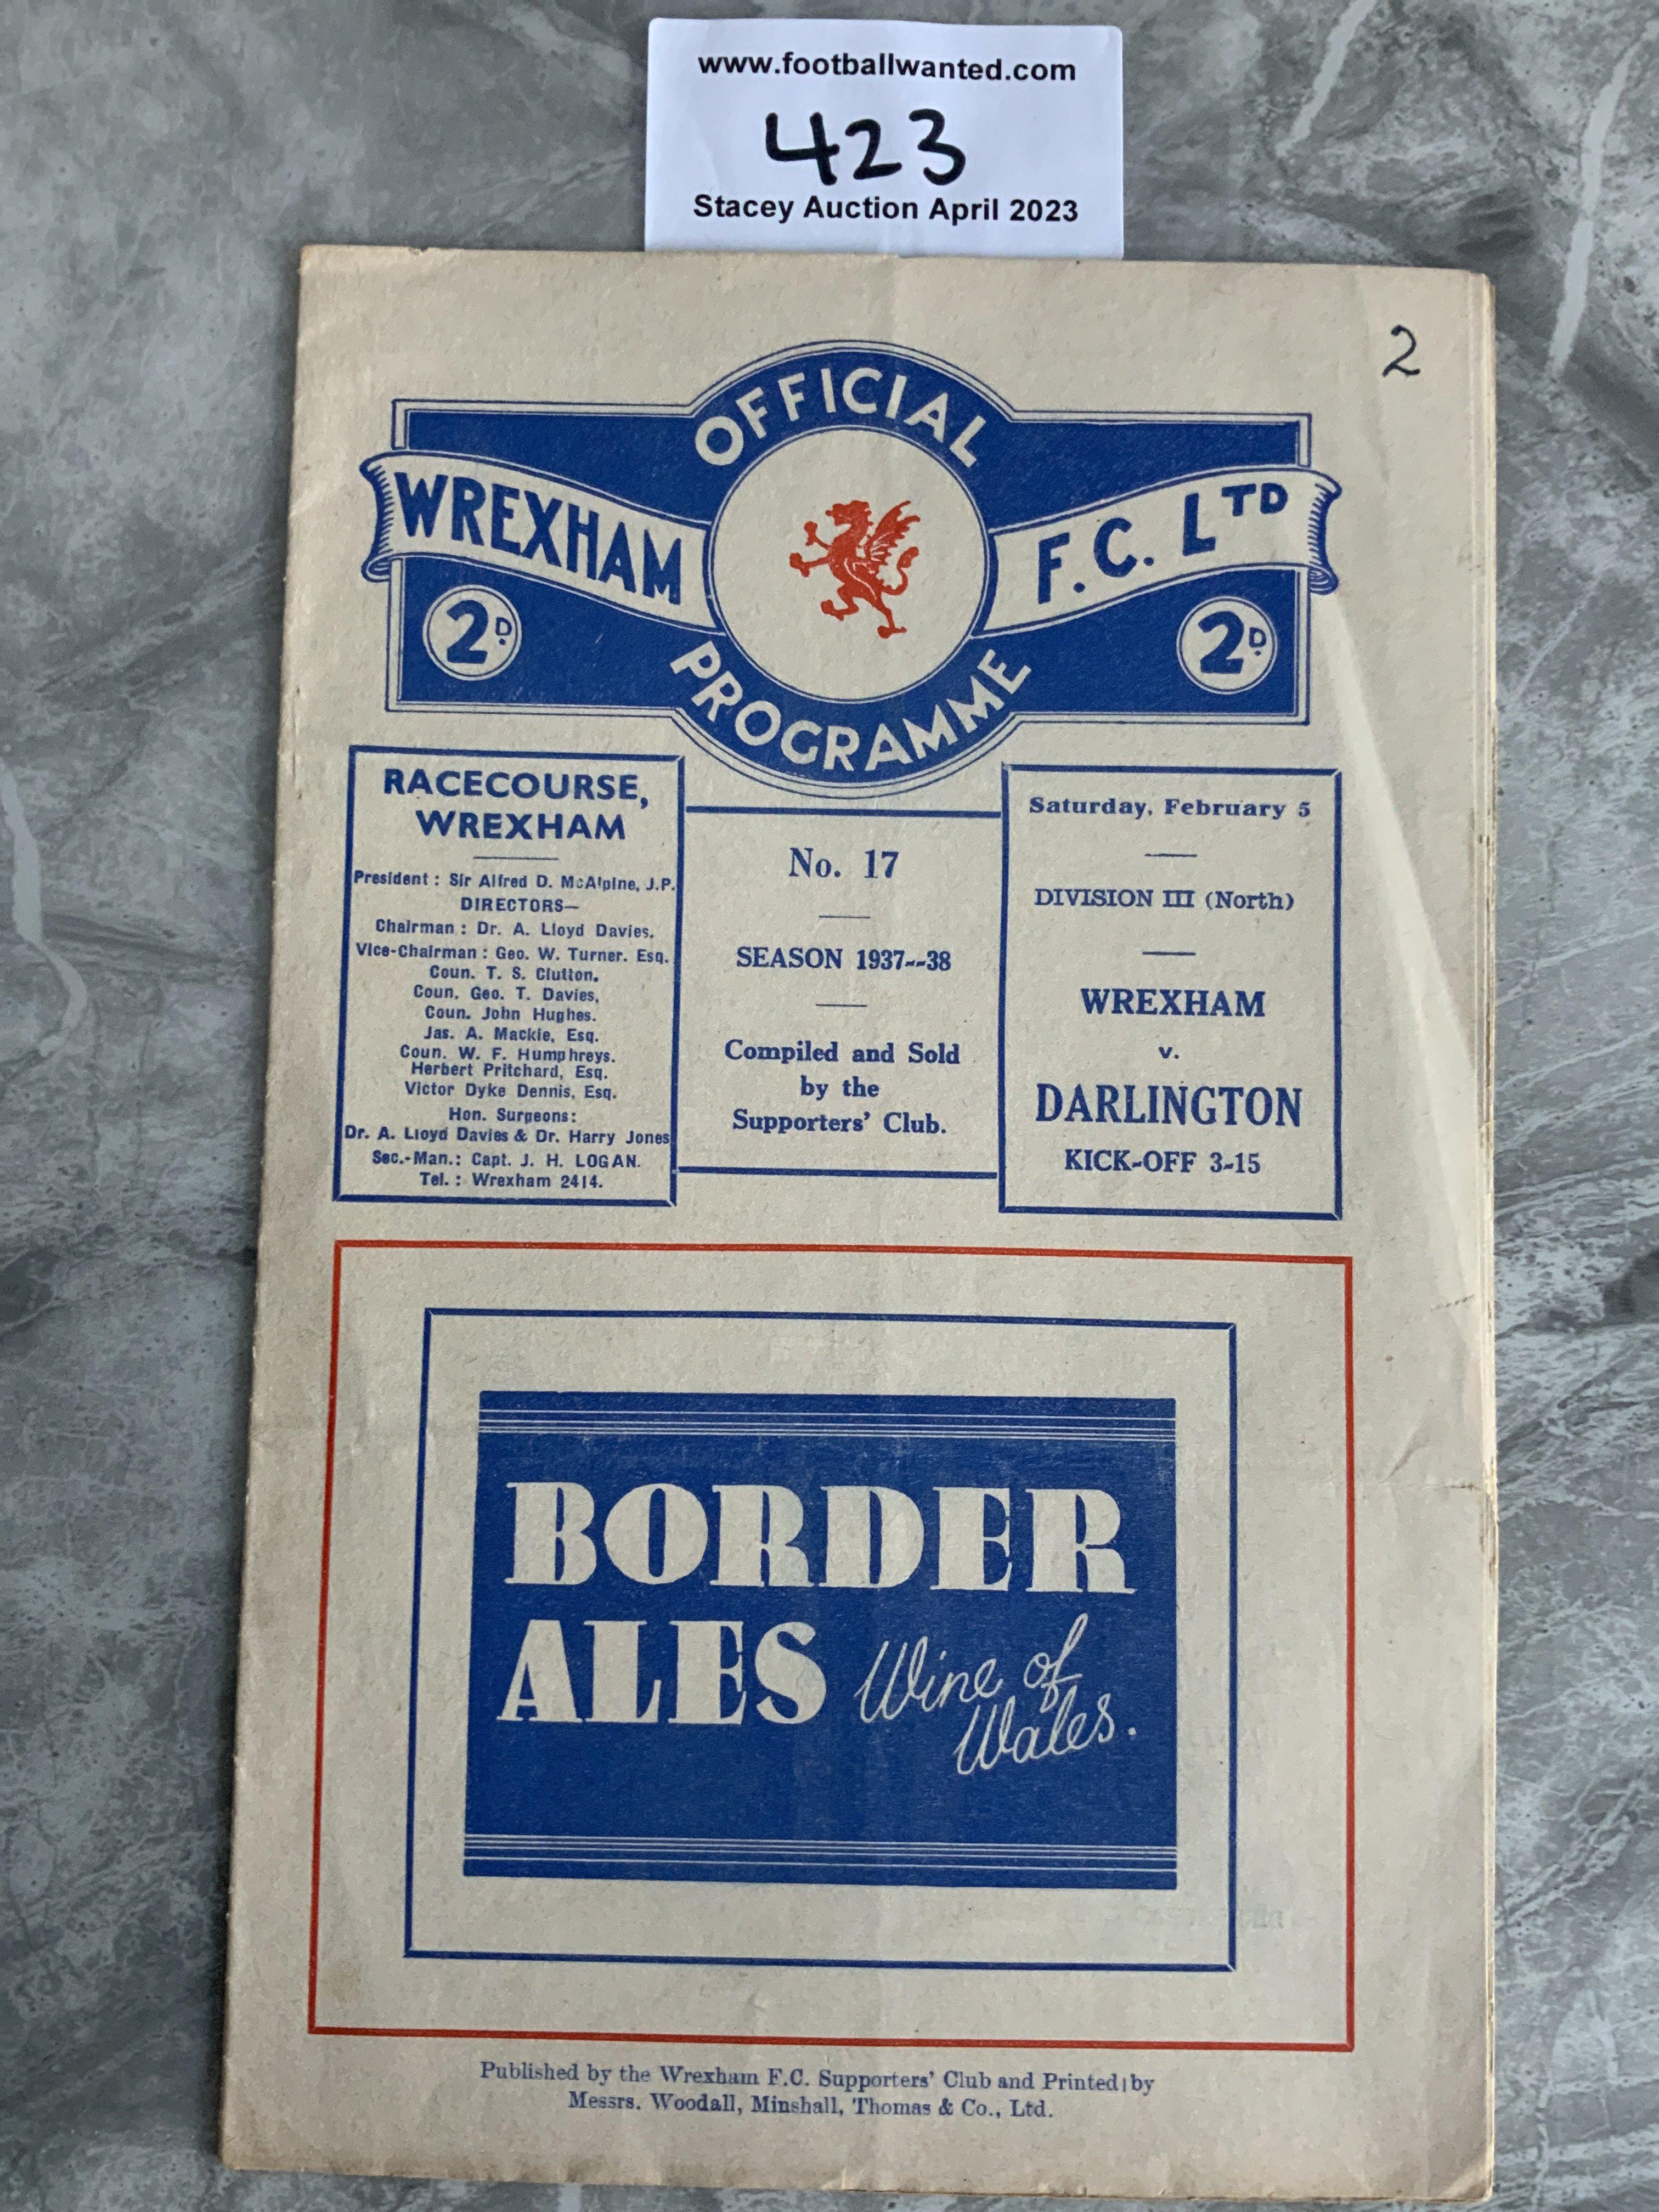 www.footballwanted.com
423
Stacey Auction April 2023
2
OFFICIAL
WREXHAM F.C. LTD
2D. 2D.
PROGRAMME
RACECOURSE,
WREXHAM
President : Sir Alfred D. McAlpine, J.P.
DIRECTORS—
Chairman : Dr. A. Lloyd Davies.
Vice-Chairman : Geo. W. Turner. Esq.
Coun. T. S. Clutton.
Coun. Geo. T. Davies,
Coun. John Hughes.
Jas. A. Mackie, Esq.
Coun. W. F. Humphreys.
Herbert Pritchard, Esq.
Victor Dyke Dennis, Esq.
Hon. Surgeons:
Dr. A. Lloyd Davies & Dr. Harry Jones
Sec.-Man.: Capt. J. H. LOGAN.
Tel. : Wrexham 2414.
No. 17
SEASON 1937--38
Compiled and Sold
by the
Supporters' Club.
Saturday, February 5
DIVISION III (North)
WREXHAM
v.
DARLINGTON
KICK-OFF 3-15
BORDER
ALES Wine of
Wales.
Published by the Wrexham F.C. Supporters' Club and Printed by
Messrs. Woodall, Minshall, Thomas & Co., Ltd.